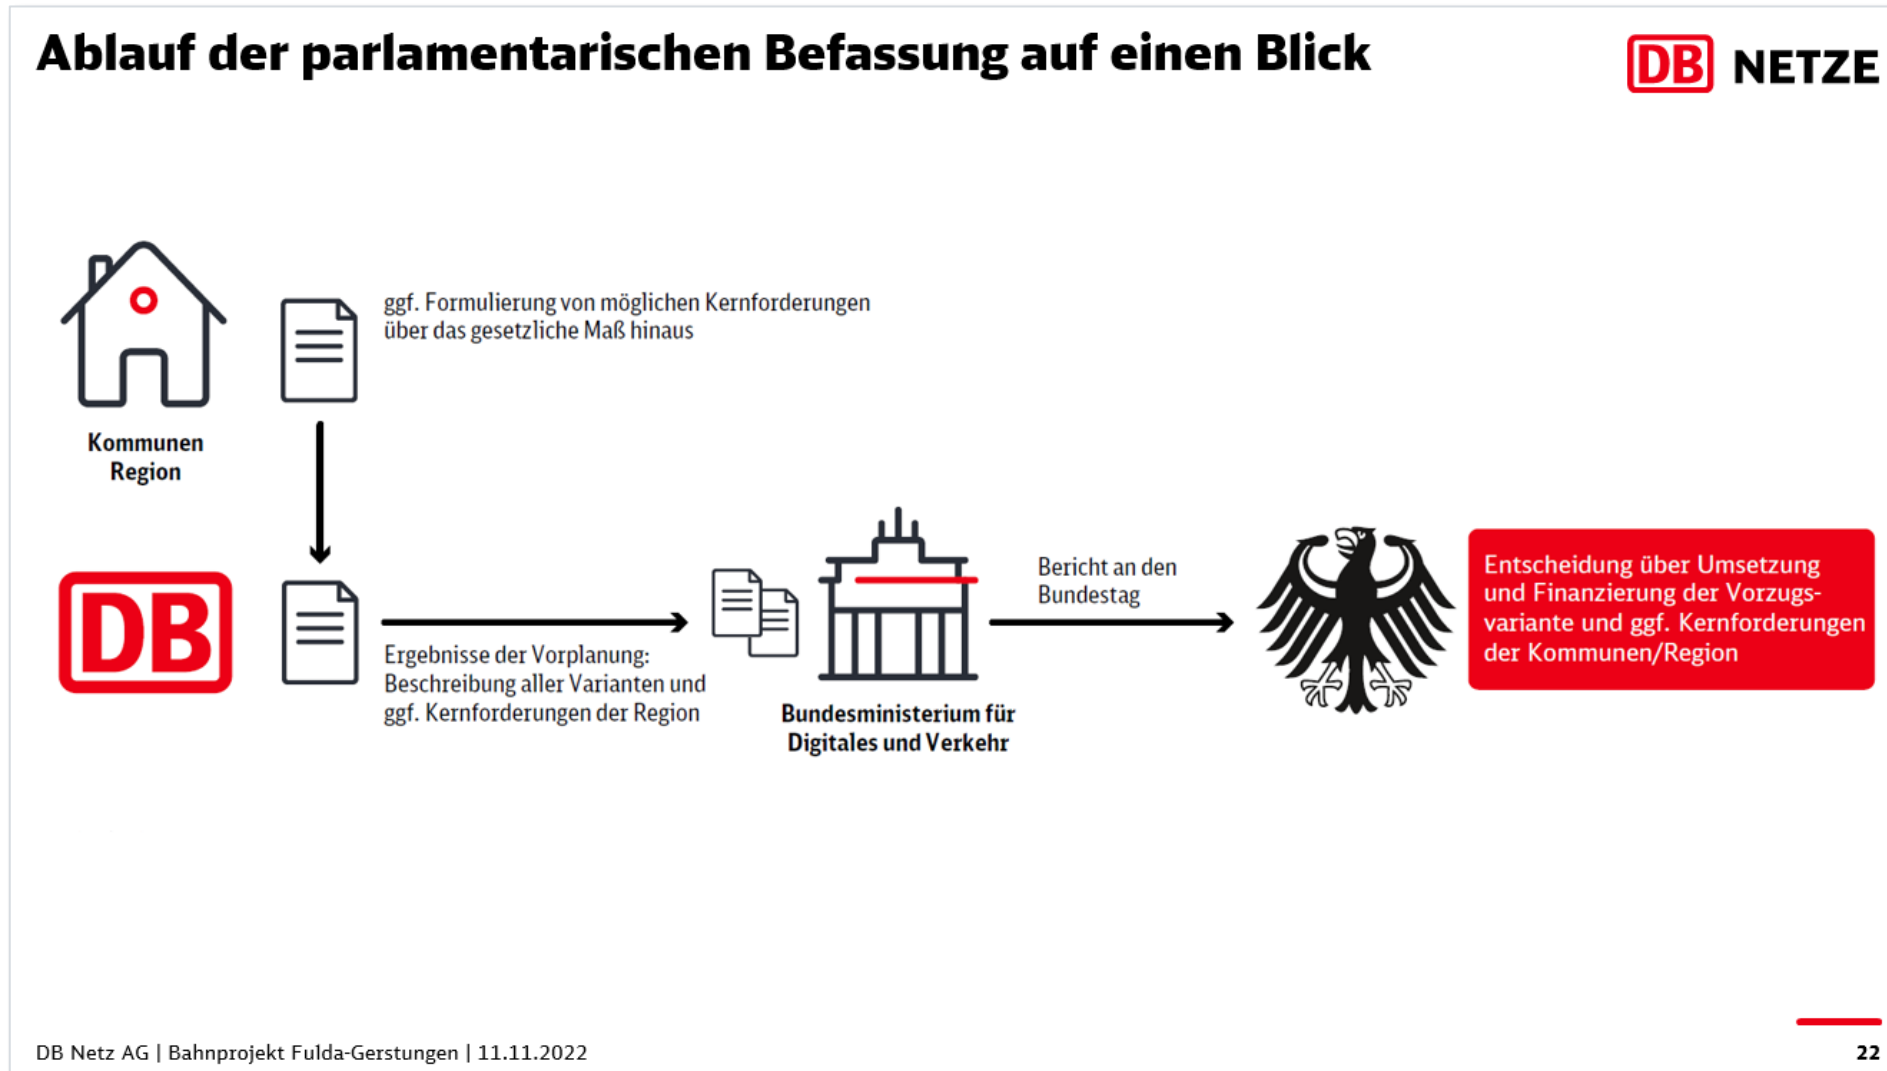 Ablauf der parlamentarischen Befassung auf einen Blick
DB NETZE
ggf. Formulierung von möglichen Kernforderungen
über das gesetzliche Maß hinaus
Kommunen
Region
DB
Ergebnisse der Vorplanung:
Beschreibung aller Varianten und
ggf. Kernforderungen der Region
Bundesministerium für
Digitales und Verkehr
Bericht an den
Bundestag
Entscheidung über Umsetzung
und Finanzierung der Vorzugs-
variante und ggf. Kernforderungen
der Kommunen/Region
DB Netz AG | Bahnprojekt Fulda-Gerstungen | 11.11.2022
22